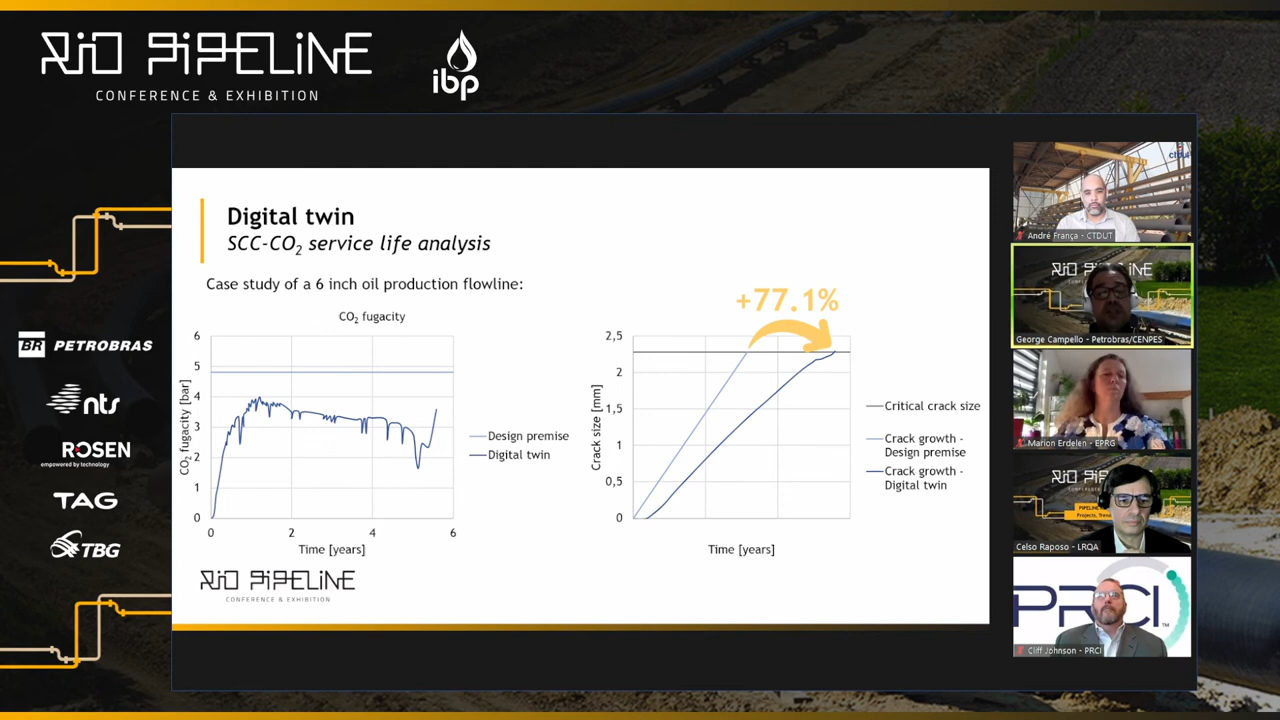 RiO PiPELiNE
CONFERENCE & EXHIBITION
ibp
BR PETROBRAS
nts
ROSEN
empowered by technology
TAG
TBG
Digital twin
SCC-CO₂ service life analysis
Case study of a 6 inch oil production flowline:
CO₂ fugacity
6
5
4
3
2
1
0
CO₂ fugacity [bar]
0 2 4 6
Time [years]
Design premise
Digital twin
+77.1%
2,5
2
1,5
1
0,5
0
Crack size [mm]
Time [years]
Critical crack size
Crack growth -
Design premise
Crack growth -
Digital twin
RiO PiPELiNE
CONFERENCE & EXHIBITION
André França - CTDUT
RiO PiPELiNE
George Campello - Petrobras/CENPES
Marion Erdelen - EPRG
Celso Raposo - LRQA
PRCI
TM
Cliff Johnson - PRCI